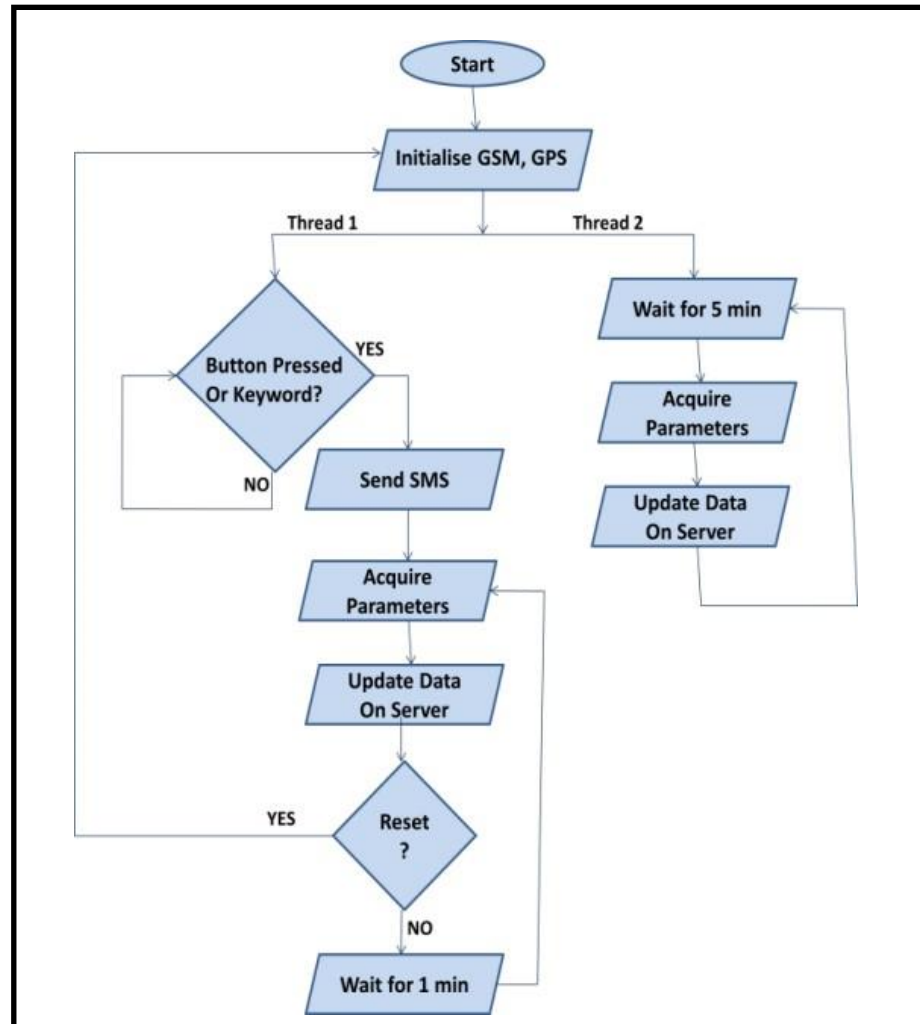 Start
Initialise GSM, GPS
Thread 1
Thread 2
Button Pressed
Or Keyword?
YES
NO
Send SMS
Acquire
Parameters
Update Data
On Server
Reset
?
YES
NO
Wait for 1 min
Wait for 5 min
Acquire
Parameters
Update Data
On Server